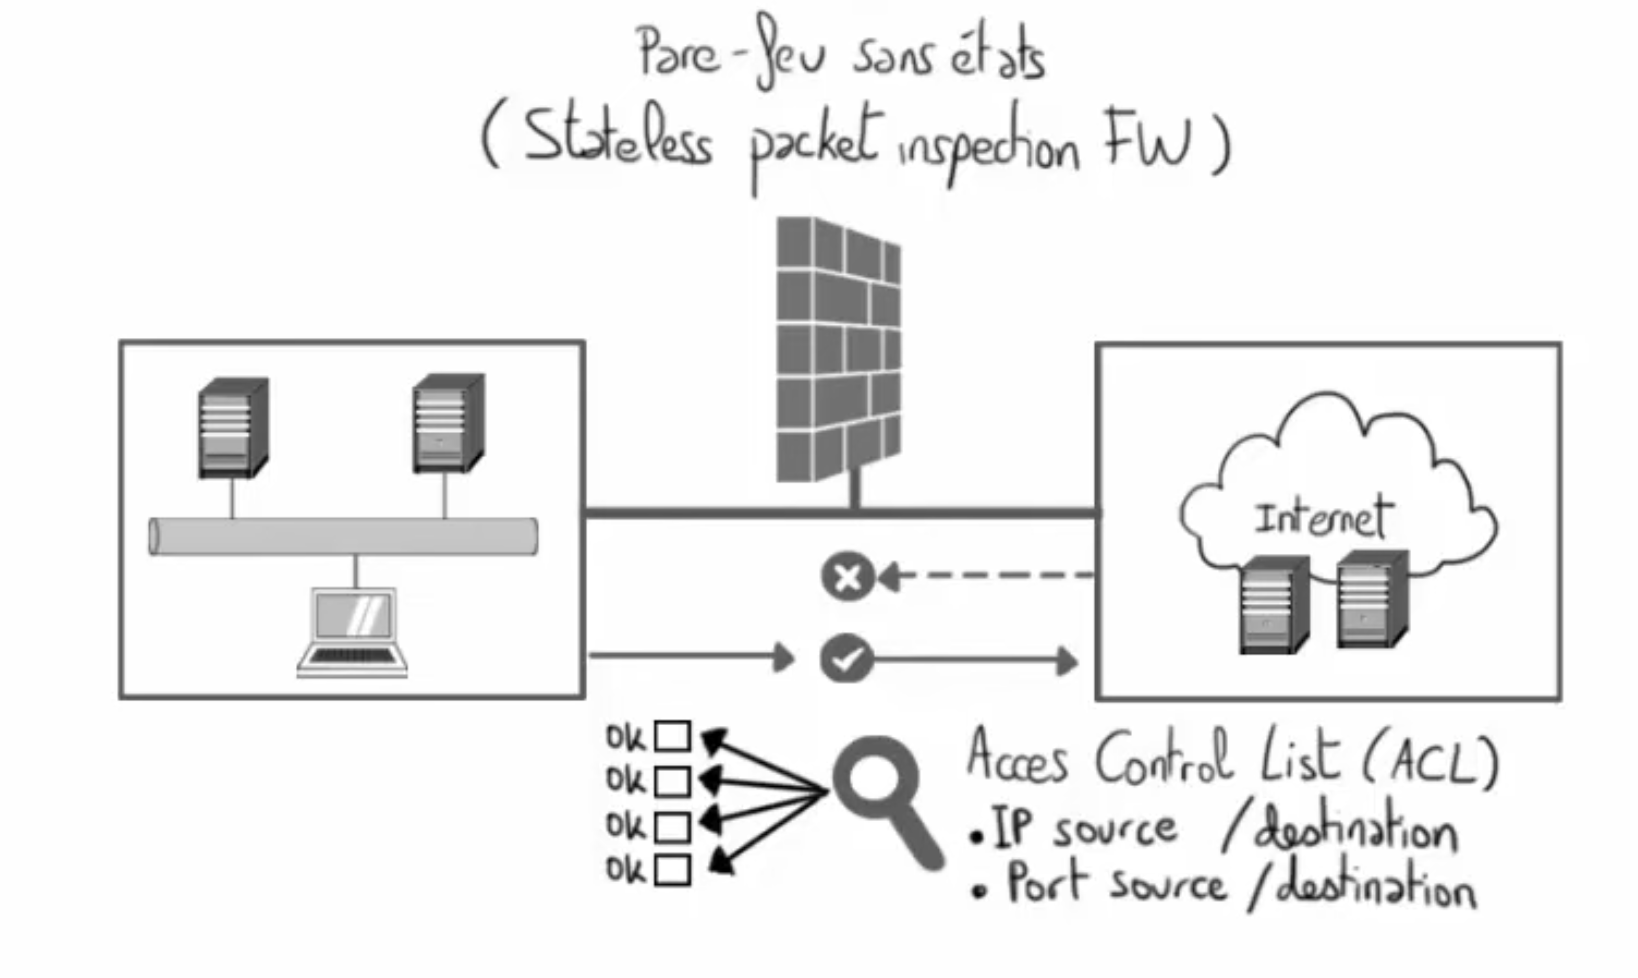 Pare-feu sans états
(Stateless packet inspection FW)
Internet
ok
ok
ok
ok
Acces Control List (ACL)
• IP source / destination
• Port source / destination